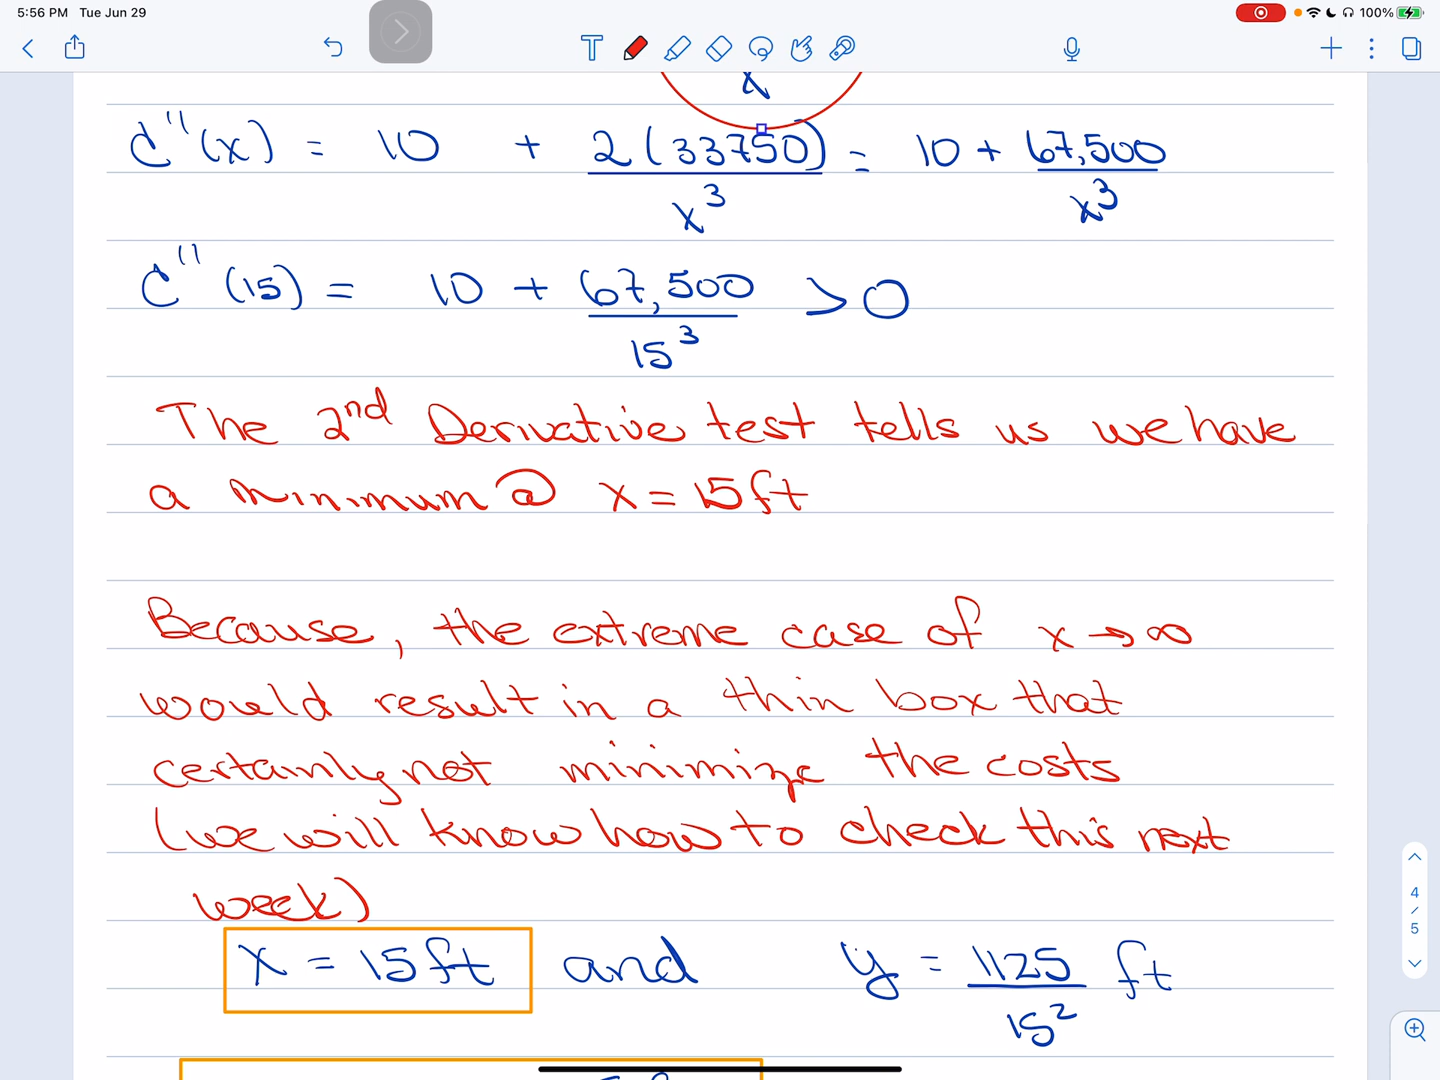 5:56 PM Tue Jun 29
100%
x
C''(x) = 10 + 2(33750)/x³ = 10 + 67,500/x³
C''(15) = 10 + 67,500/15³ > 0
The 2nd Derivative test tells us we have
a minimum @ x = 15 ft
Because, the extreme case of x → ∞
would result in a thin box that
certainly not minimize the costs
(we will know how to check this next
week)
x = 15 ft and y = 1125/15² ft
4
/
5